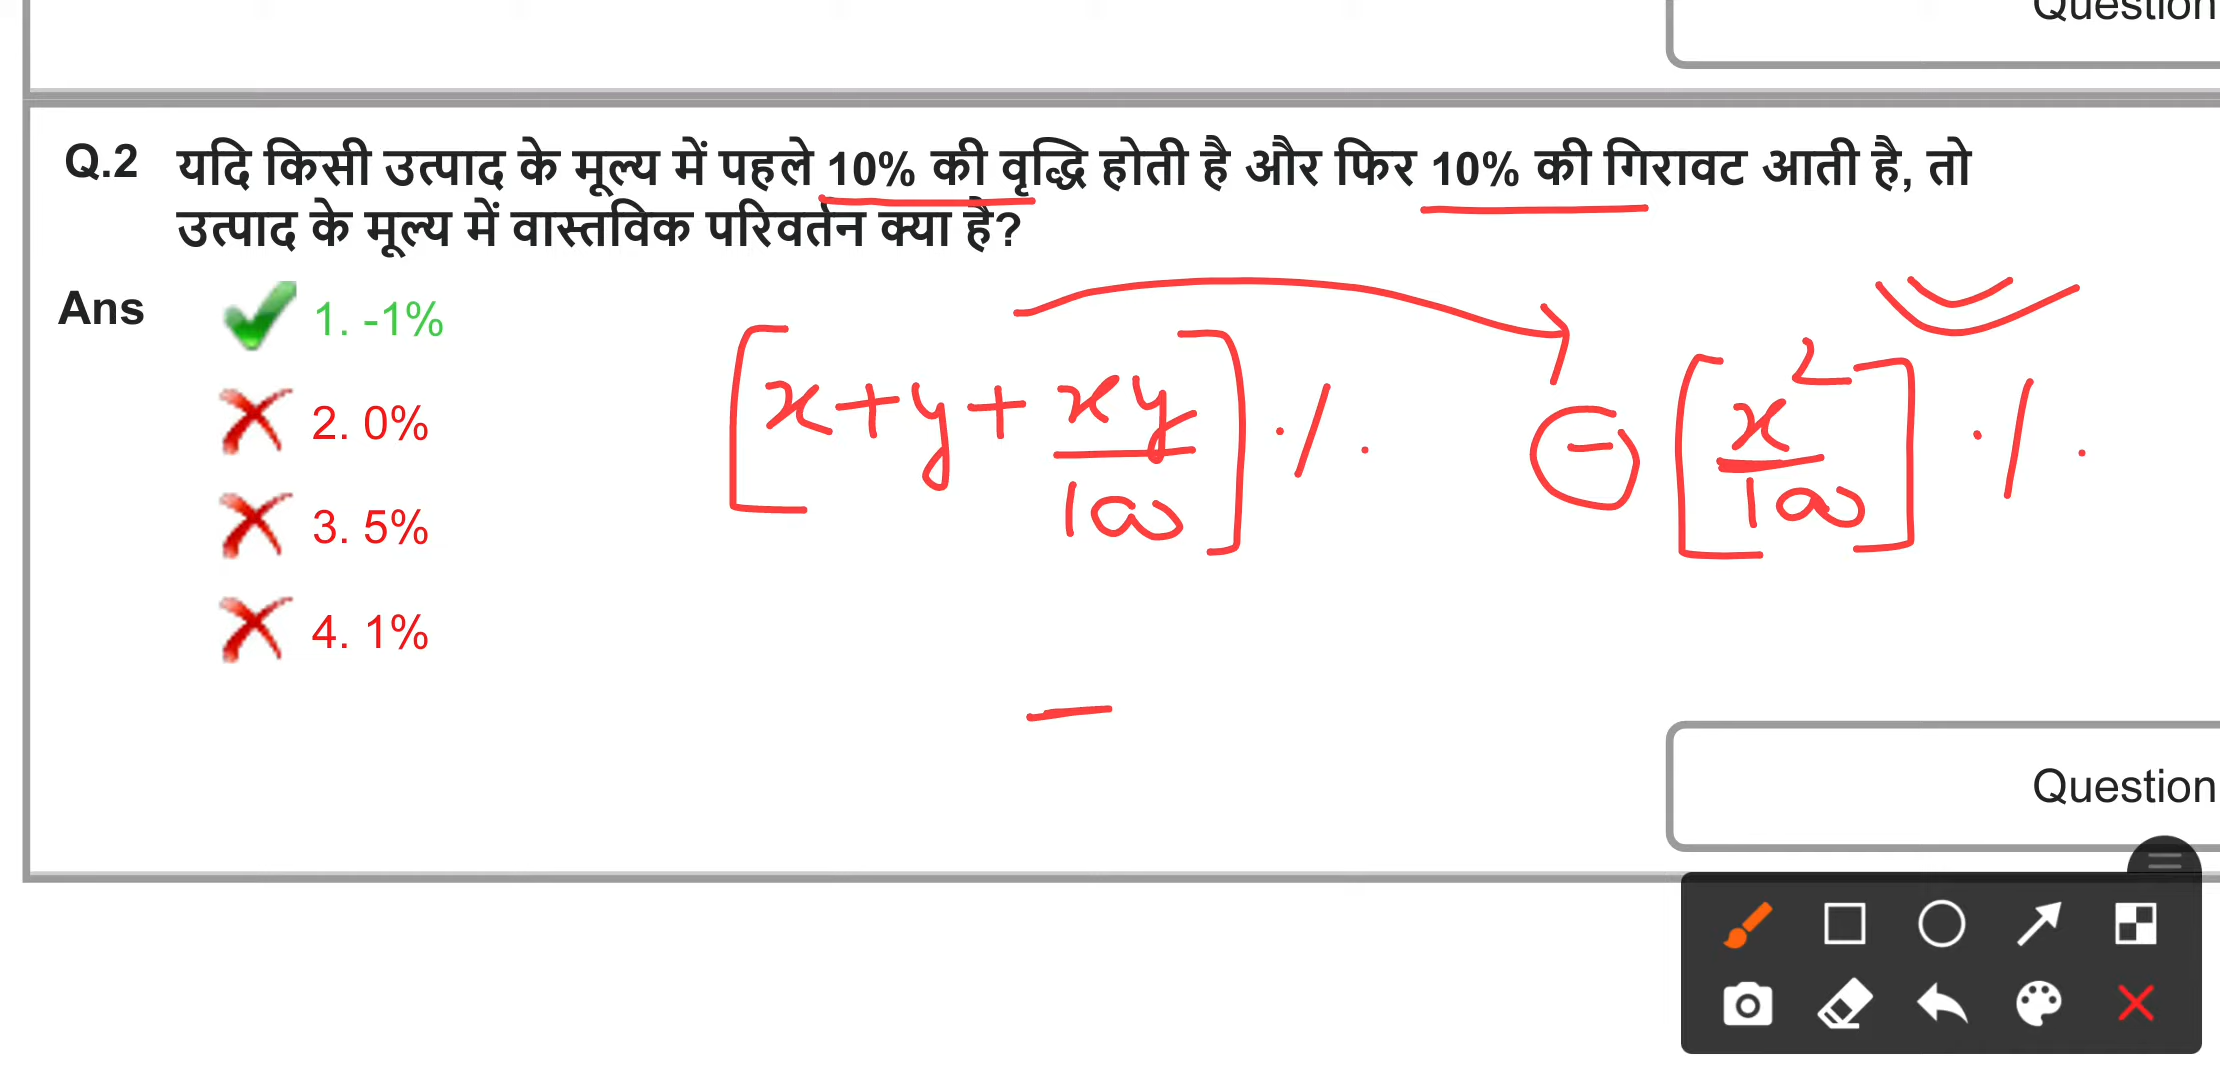 Question
Q.2 यदि किसी उत्पाद के मूल्य में पहले 10% की वृद्धि होती है और फिर 10% की गिरावट आती है, तो
उत्पाद के मूल्य में वास्तविक परिवर्तन क्या है?
Ans 1. -1%
2. 0%
3. 5%
4. 1%
[x+y+xy/100]% ⊖[x²/100]%
Question